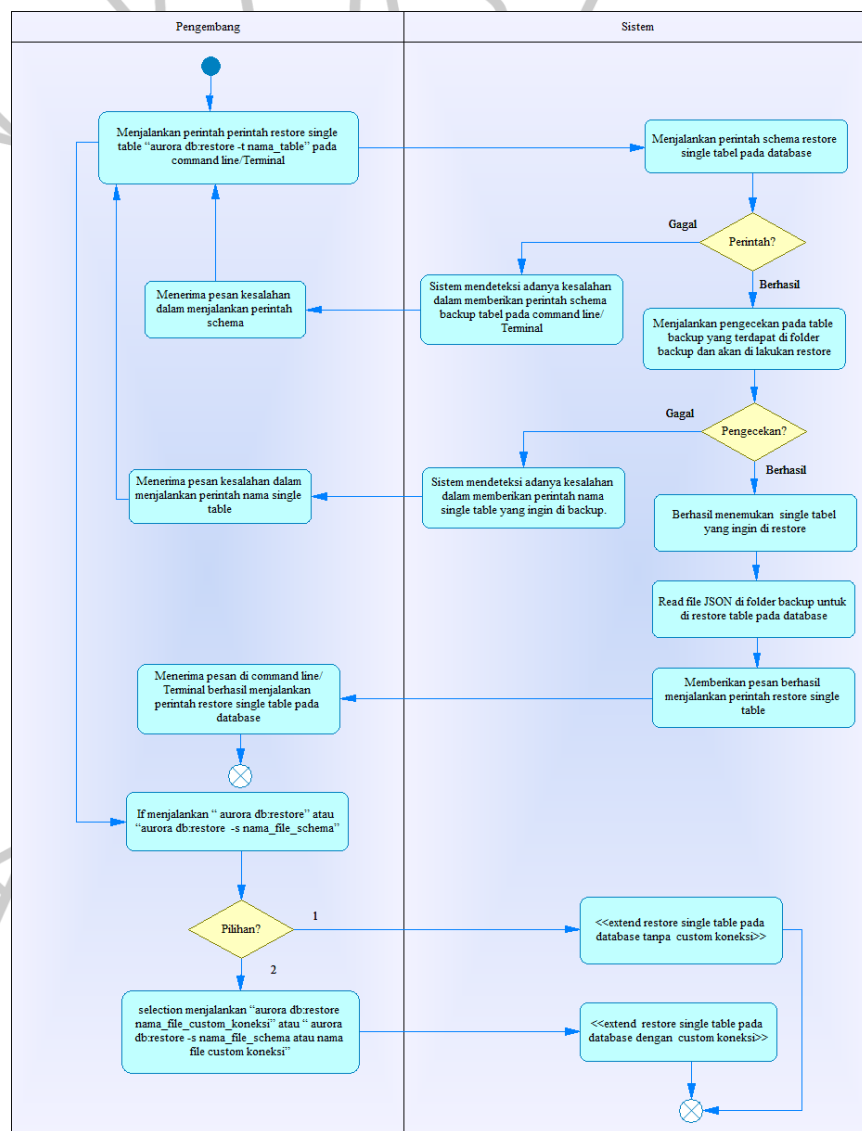 Pengembang
Sistem
Menjalankan perintah perintah restore single
table “aurora db:restore -t nama_table” pada
command line/Terminal
Menjalankan perintah schema restore
single tabel pada database
Gagal
Perintah?
Berhasil
Menerima pesan kesalahan
dalam menjalankan perintah
schema
Sistem mendeteksi adanya kesalahan
dalam memberikan perintah schema
backup tabel pada command line/
Terminal
Menjalankan pengecekan pada table
backup yang terdapat di folder
backup dan akan di lakukan restore
Gagal
Pengecekan?
Berhasil
Menerima pesan kesalahan dalam
menjalankan perintah nama single
table
Sistem mendeteksi adanya kesalahan
dalam memberikan perintah nama
single table yang ingin di backup.
Berhasil menemukan single tabel
yang ingin di restore
Read file JSON di folder backup untuk
di restore table pada database
Menerima pesan di command line/
Terminal berhasil menjalankan
perintah restore single table pada
database
Memberikan pesan berhasil
menjalankan perintah restore single
table
If menjalankan “ aurora db:restore” atau
“aurora db:restore -s nama_file_schema”
Pilihan?
1
2
<<extend restore single table pada
database tanpa custom koneksi>>
selection menjalankan “aurora db:restore
nama_file_custom_koneksi” atau “ aurora
db:restore -s nama_file_schema atau nama
file custom koneksi”
<<extend restore single table pada
database dengan custom koneksi>>